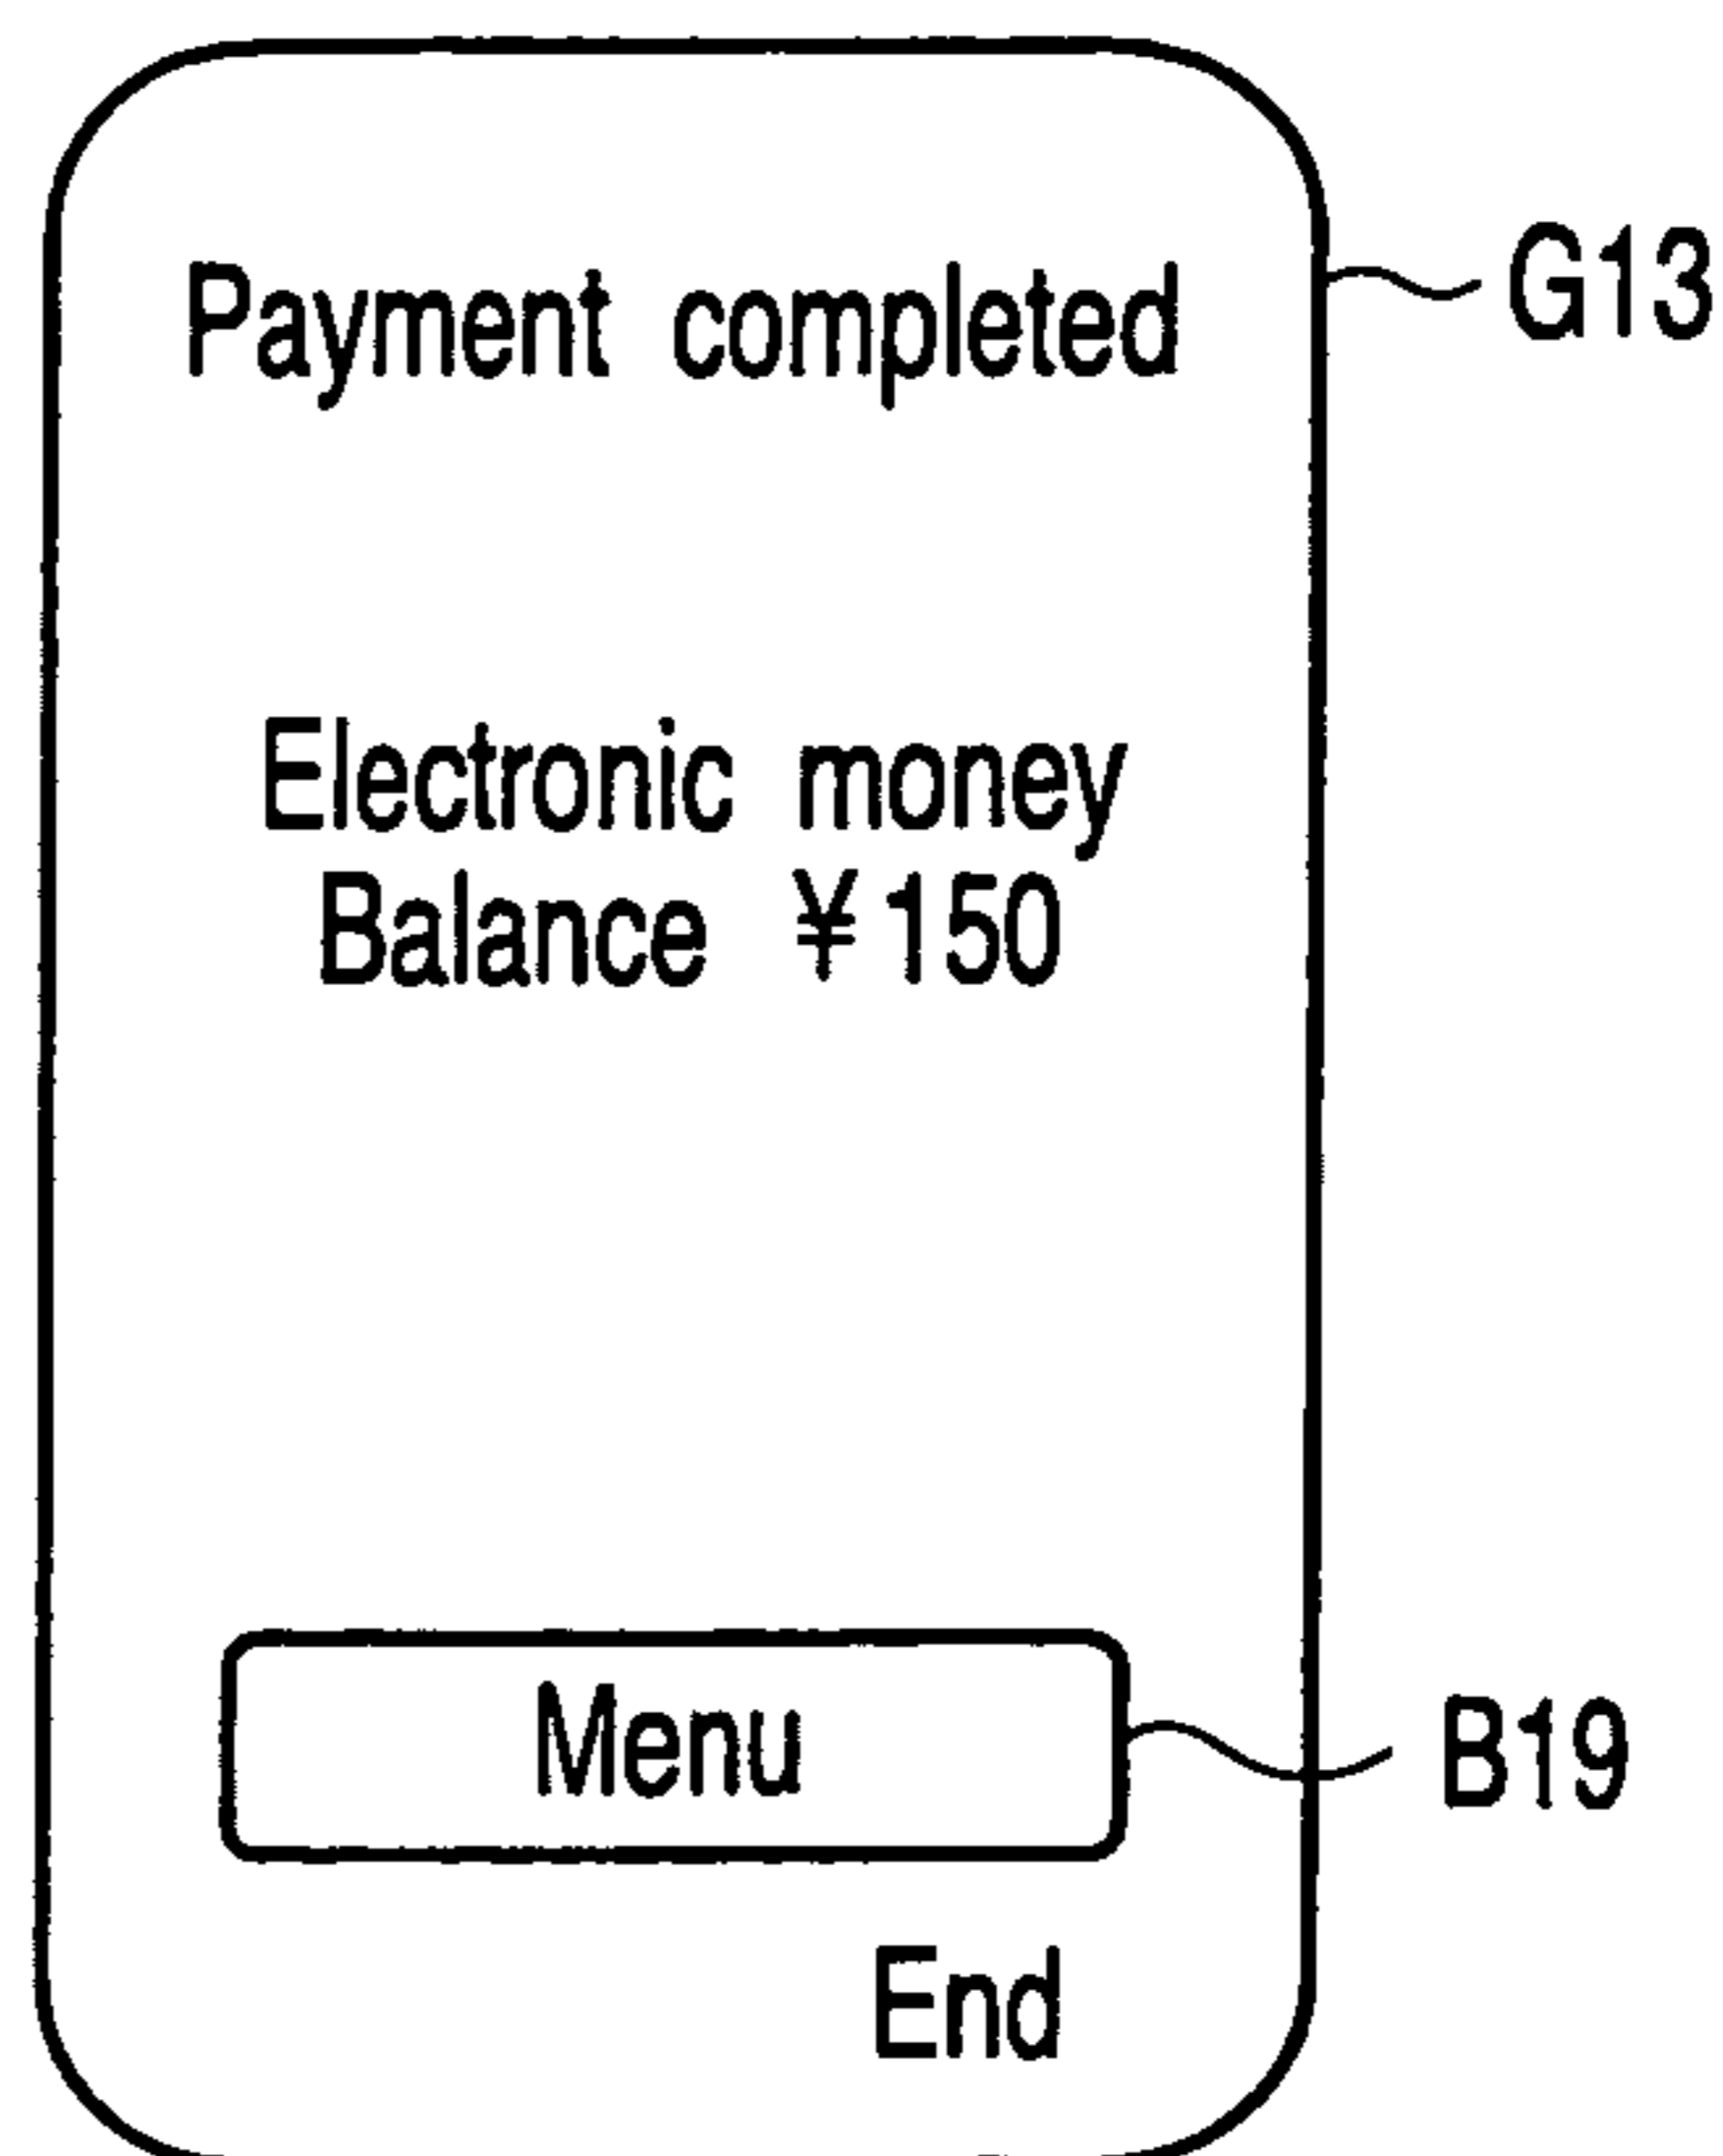 Payment completed
G13
Electronic money
Balance ¥150
Menu
B19
End